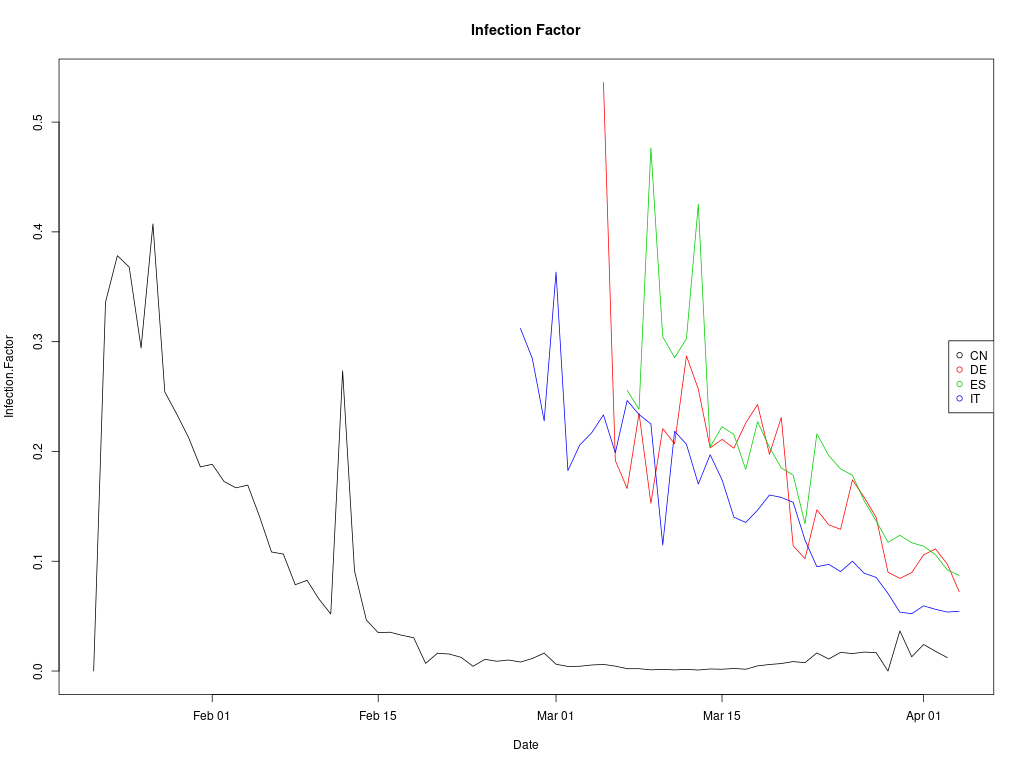 Infection Factor
Infection.Factor
0.5
0.4
0.3
0.2
0.1
0.0
CN
DE
ES
IT
Feb 01
Feb 15
Mar 01
Mar 15
Apr 01
Date